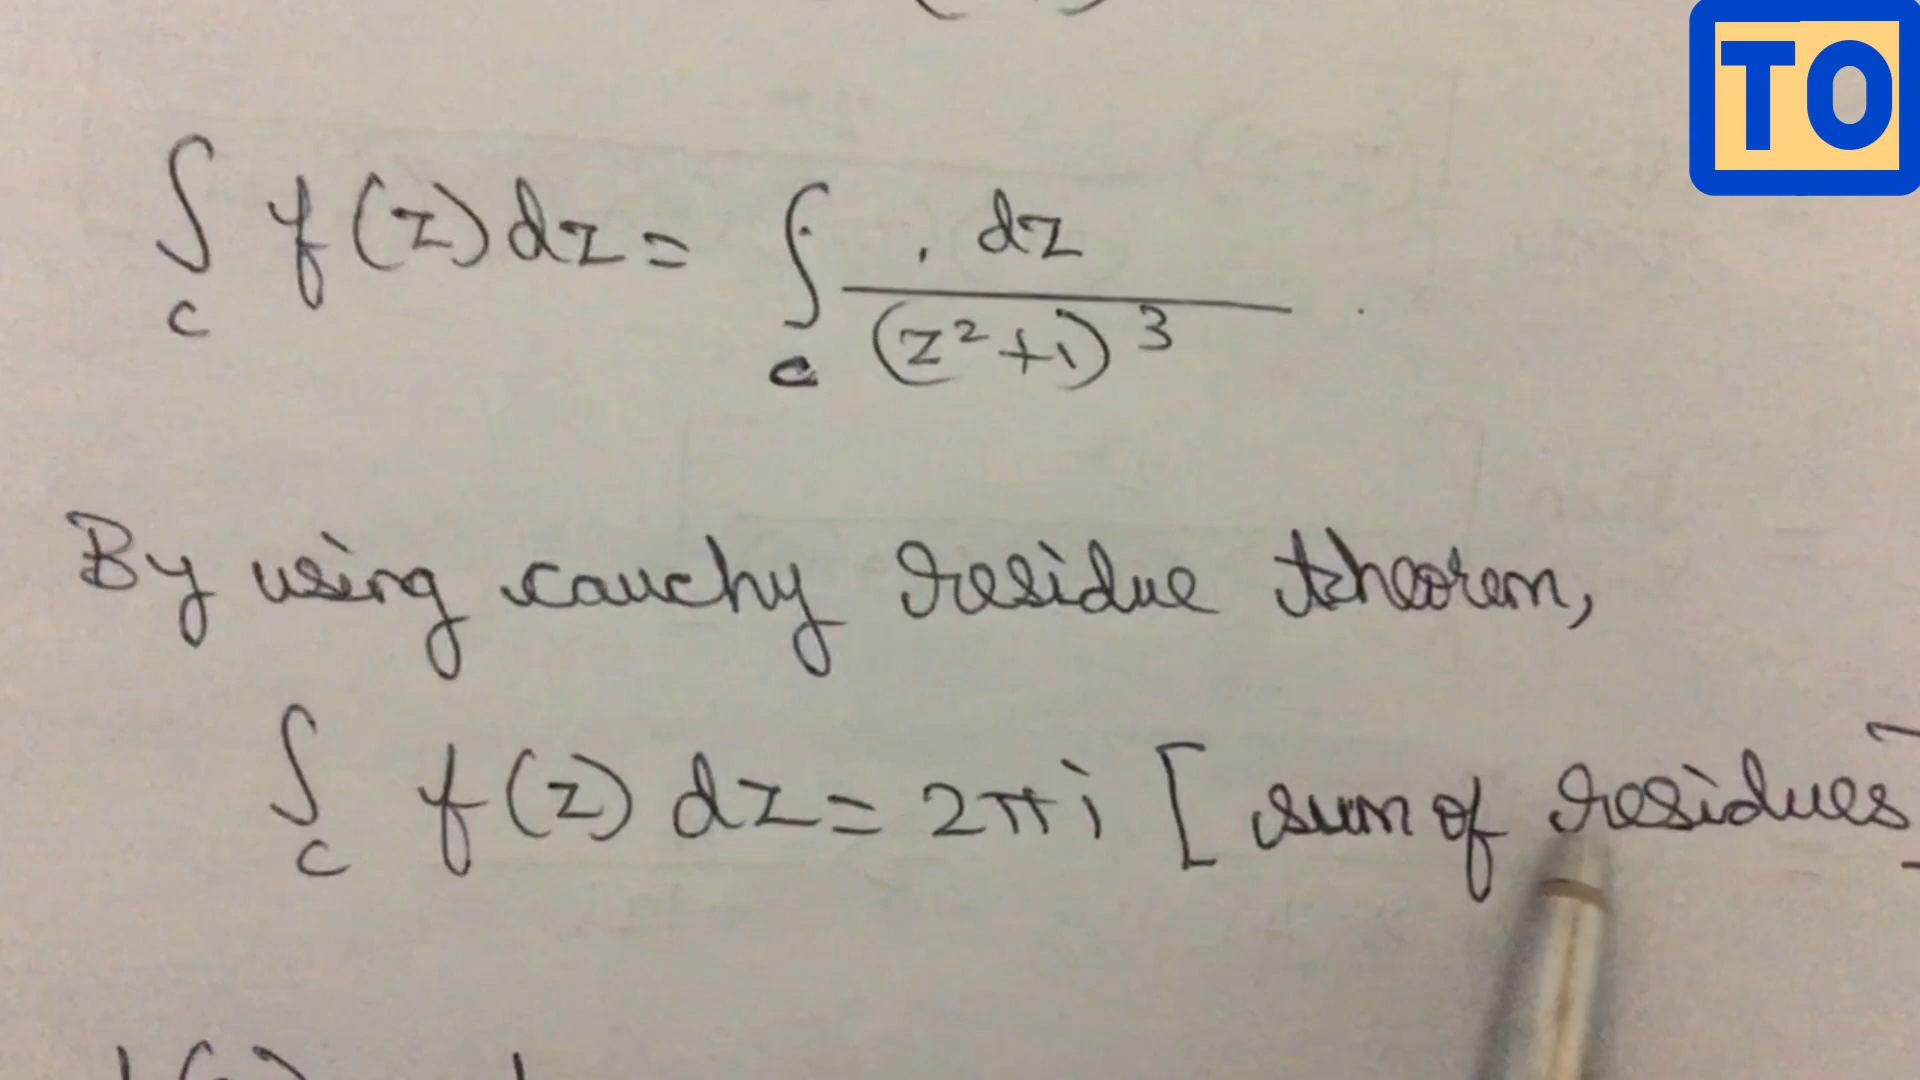 TO
∫_c f(z) dz = ∫_c dz / (z²+1)³
By using cauchy residue theorem,
∫_c f(z) dz = 2πi [sum of residues]